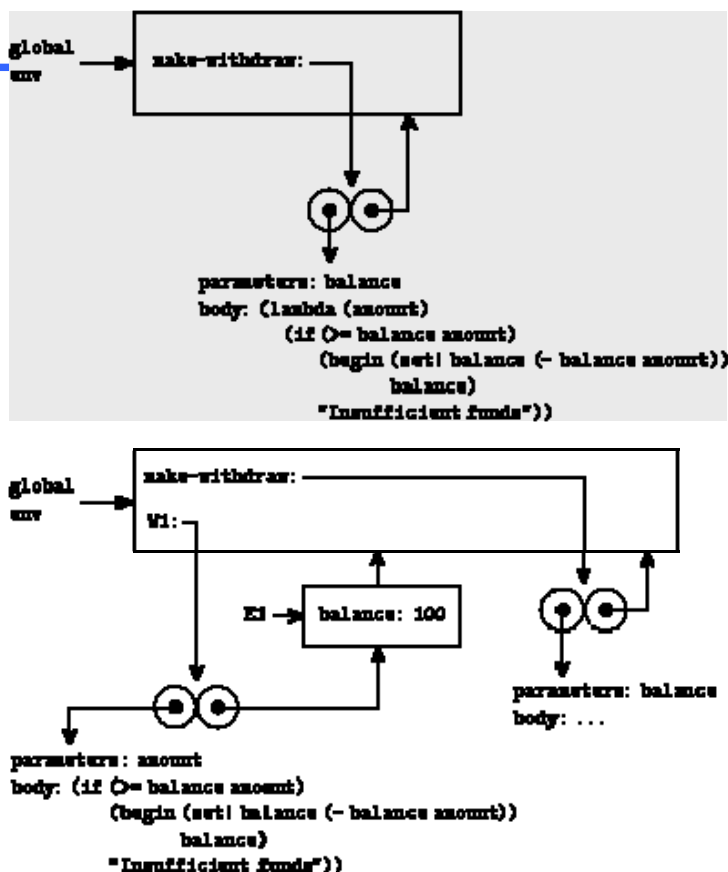 global
env
make-withdraw:
parameters: balance
body: (lambda (amount)
(if (>= balance amount)
(begin (set! balance (- balance amount))
balance)
"Insufficient funds"))
global
env
make-withdraw:
W1:
E1
balance: 100
parameters: balance
body: ...
parameters: amount
body: (if (>= balance amount)
(begin (set! balance (- balance amount))
balance)
"Insufficient funds"))